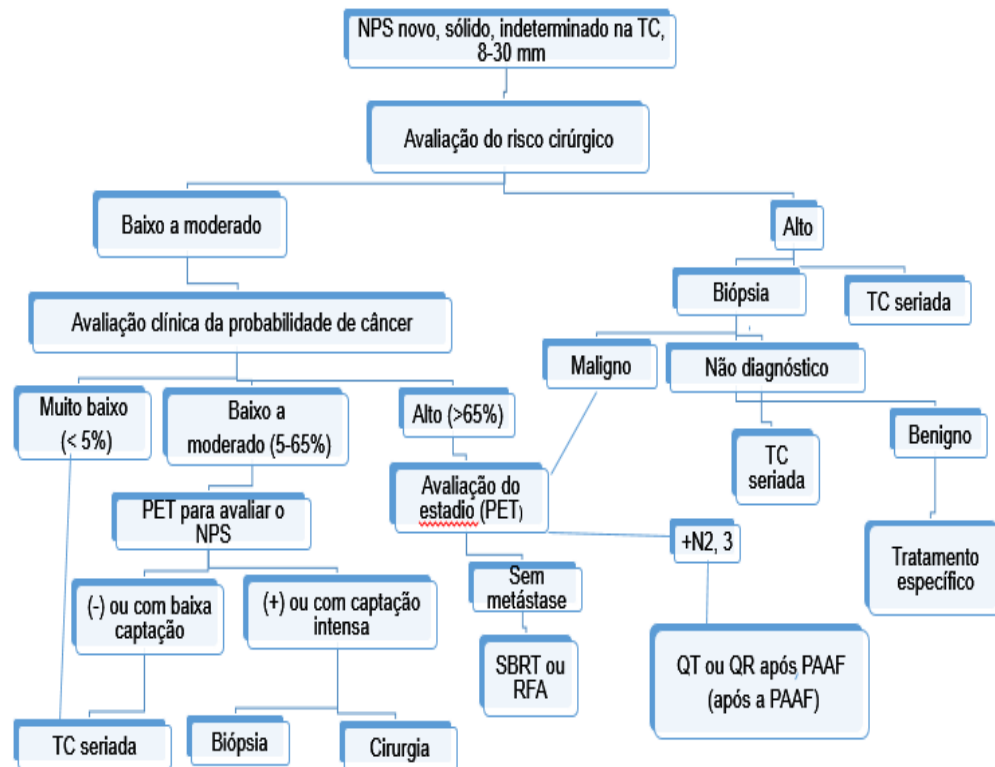 NPS novo, sólido, indeterminado na TC,
8-30 mm
Avaliação do risco cirúrgico
Baixo a moderado
Alto
Avaliação clínica da probabilidade de câncer
Biópsia
TC seriada
Maligno
Não diagnóstico
Muito baixo
(< 5%)
Baixo a
moderado (5-65%)
Alto (>65%)
TC
seriada
Benigno
PET para avaliar o
NPS
Avaliação do
estadio (PET)
+N2, 3
Tratamento
específico
(-) ou com baixa
captação
(+) ou com captação
intensa
Sem
metástase
SBRT ou
RFA
QT ou QR após PAAF
(após a PAAF)
TC seriada
Biópsia
Cirurgia